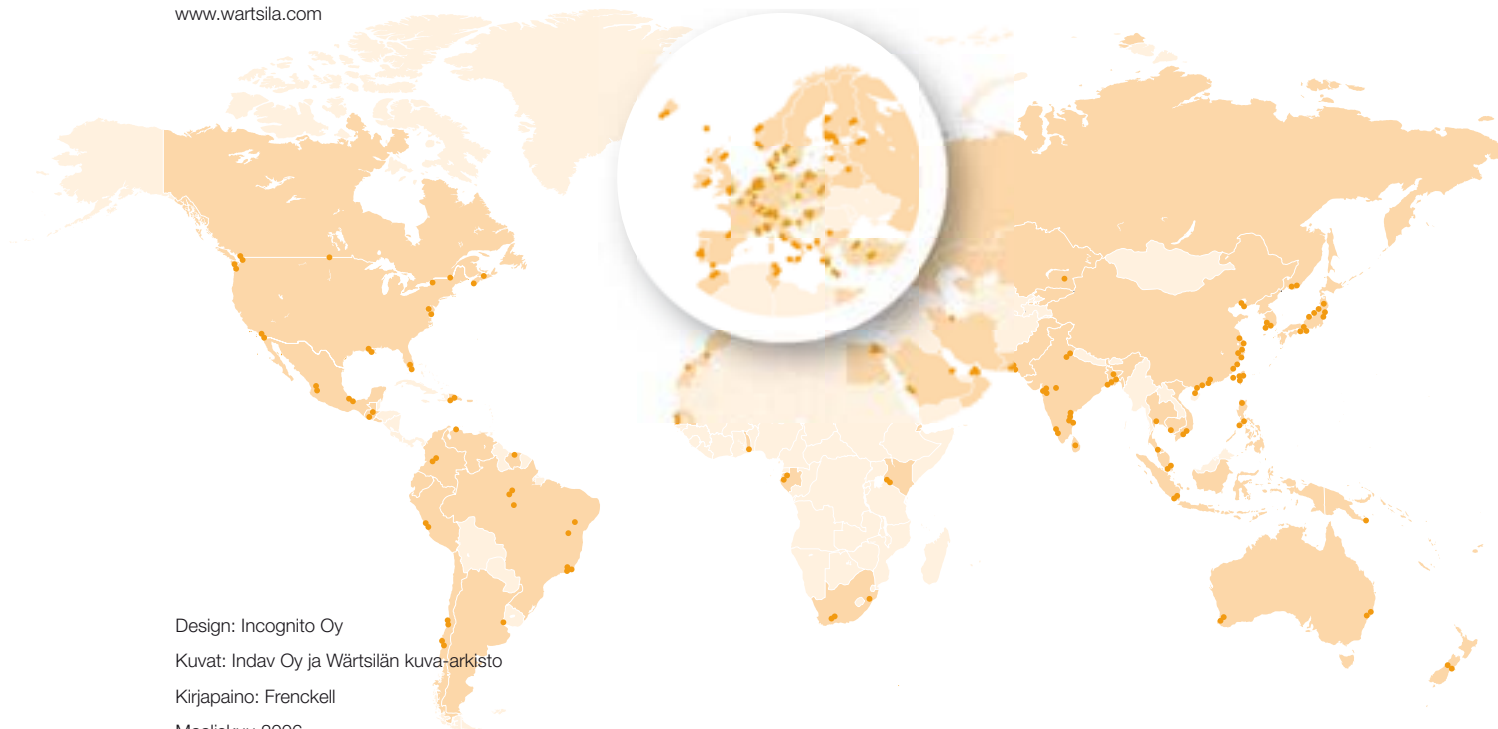 www.wartsila.com
Design: Incognito Oy
Kuvat: Indav Oy ja Wärtsilän kuva-arkisto
Kirjapaino: Frenckell